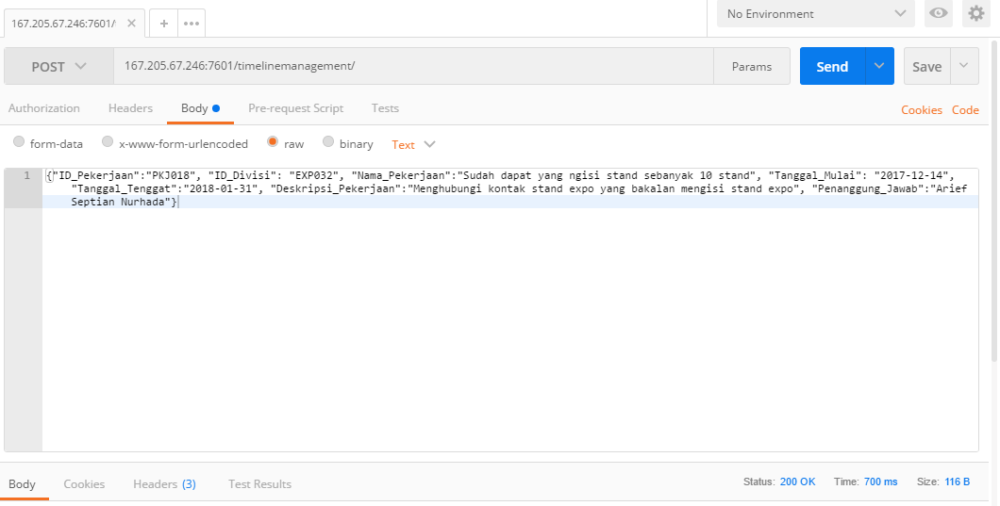 167.205.67.246:7601/
No Environment
POST
167.205.67.246:7601/timelinemanagement/
Params
Send
Save
Authorization
Headers
Body
Pre-request Script
Tests
Cookies
Code
form-data
x-www-form-urlencoded
raw
binary
Text
1
{"ID_Pekerjaan":"PKJ018", "ID_Divisi": "EXP032", "Nama_Pekerjaan":"Sudah dapat yang ngisi stand sebanyak 10 stand", "Tanggal_Mulai": "2017-12-14",
"Tanggal_Tenggat":"2018-01-31", "Deskripsi_Pekerjaan":"Menghubungi kontak stand expo yang bakalan mengisi stand expo", "Penanggung_Jawab":"Arief
Septian Nurhada"}
Body
Cookies
Headers (3)
Test Results
Status: 200 OK
Time: 700 ms
Size: 116 B